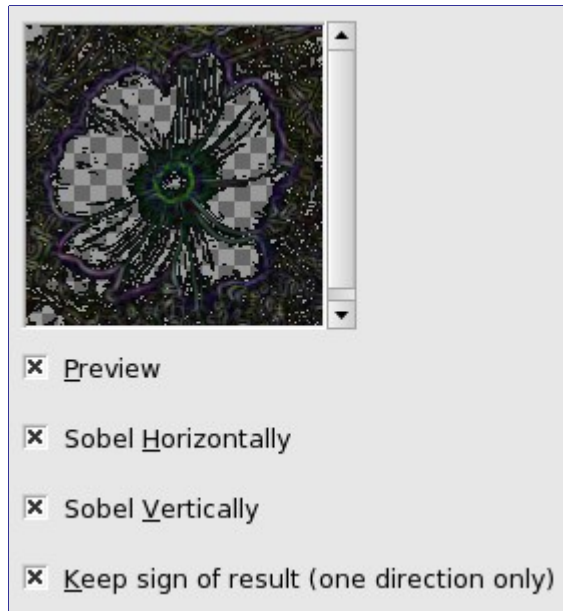 Preview
Sobel Horizontally
Sobel Vertically
Keep sign of result (one direction only)